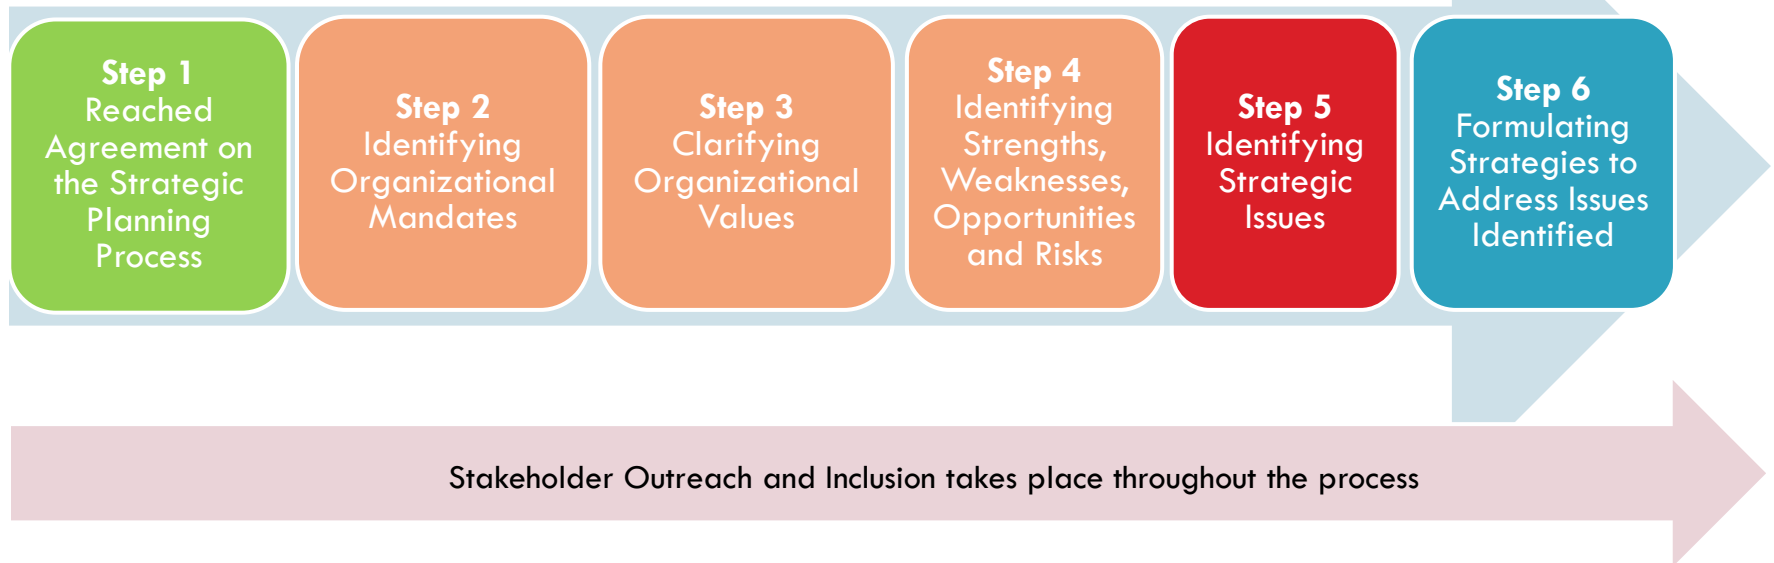 Step 1
Reached
Agreement on
the Strategic
Planning
Process
Step 2
Identifying
Organizational
Mandates
Step 3
Clarifying
Organizational
Values
Step 4
Identifying
Strengths,
Weaknesses,
Opportunities
and Risks
Step 5
Identifying
Strategic
Issues
Step 6
Formulating
Strategies to
Address Issues
Identified
Stakeholder Outreach and Inclusion takes place throughout the process